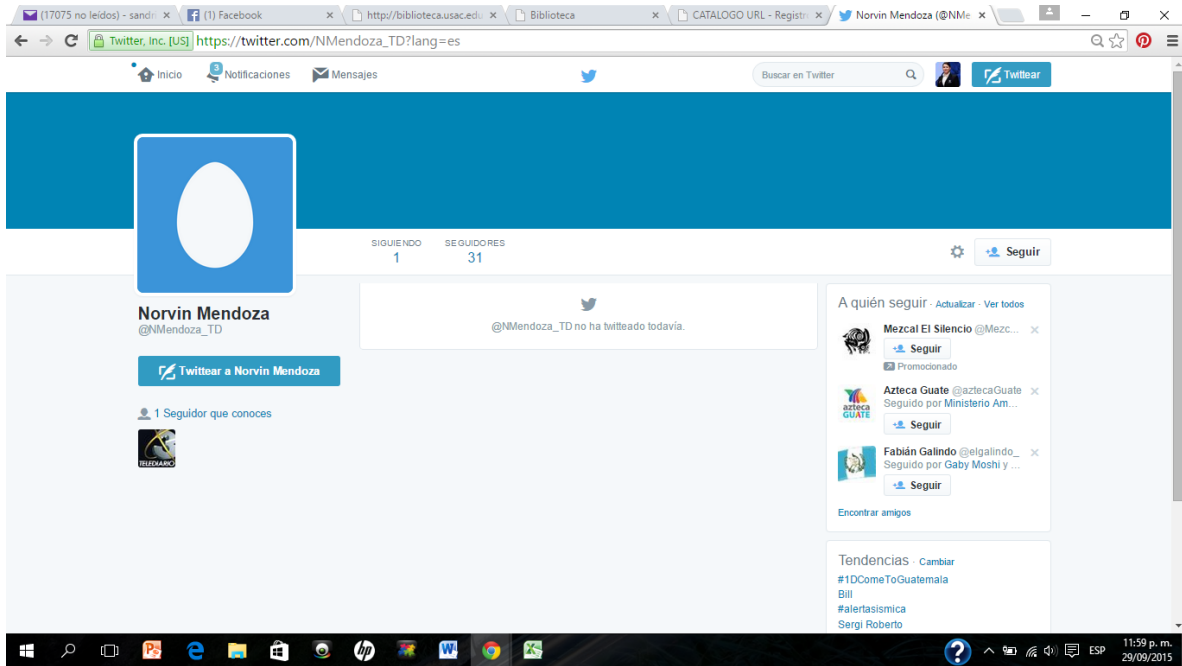 (17075 no leídos) - sandr
(1) Facebook
http://biblioteca.usac.edu
Biblioteca
CATALOGO URL - Registr
Norvin Mendoza (@NMe
Twitter, Inc. [US] https://twitter.com/NMendoza_TD?lang=es
Inicio
3
Notificaciones
Mensajes
Buscar en Twitter
Twittear
SIGUIENDO
1
SEGUIDORES
31
Seguir
Norvin Mendoza
@NMendoza_TD
Twittear a Norvin Mendoza
1 Seguidor que conoces
TELEDIARIO
@NMendoza_TD no ha twitteado todavía.
A quién seguir · Actualizar · Ver todos
Mezcal El Silencio @Mezc...
Seguir
Promocionado
azteca
GUATE
Azteca Guate @aztecaGuate
Seguido por Ministerio Am...
Seguir
Fabián Galindo @elgalindo_
Seguido por Gaby Moshi y ...
Seguir
Encontrar amigos
Tendencias · Cambiar
#1DComeToGuatemala
Bill
#alertasismica
Sergi Roberto
ESP
11:59 p. m.
29/09/2015